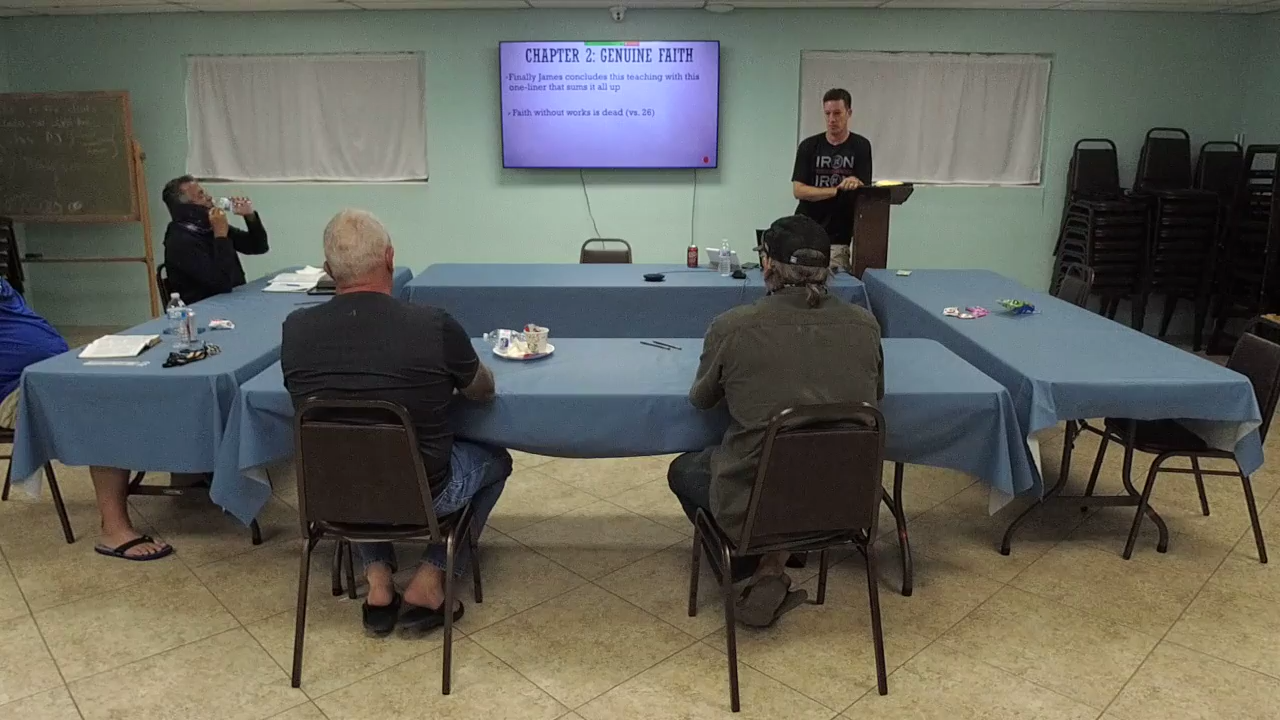 CHAPTER 2: GENUINE FAITH
Finally James concludes this teaching with this
one-liner that sums it all up
Faith without works is dead (vs. 26)
IRON
IRON